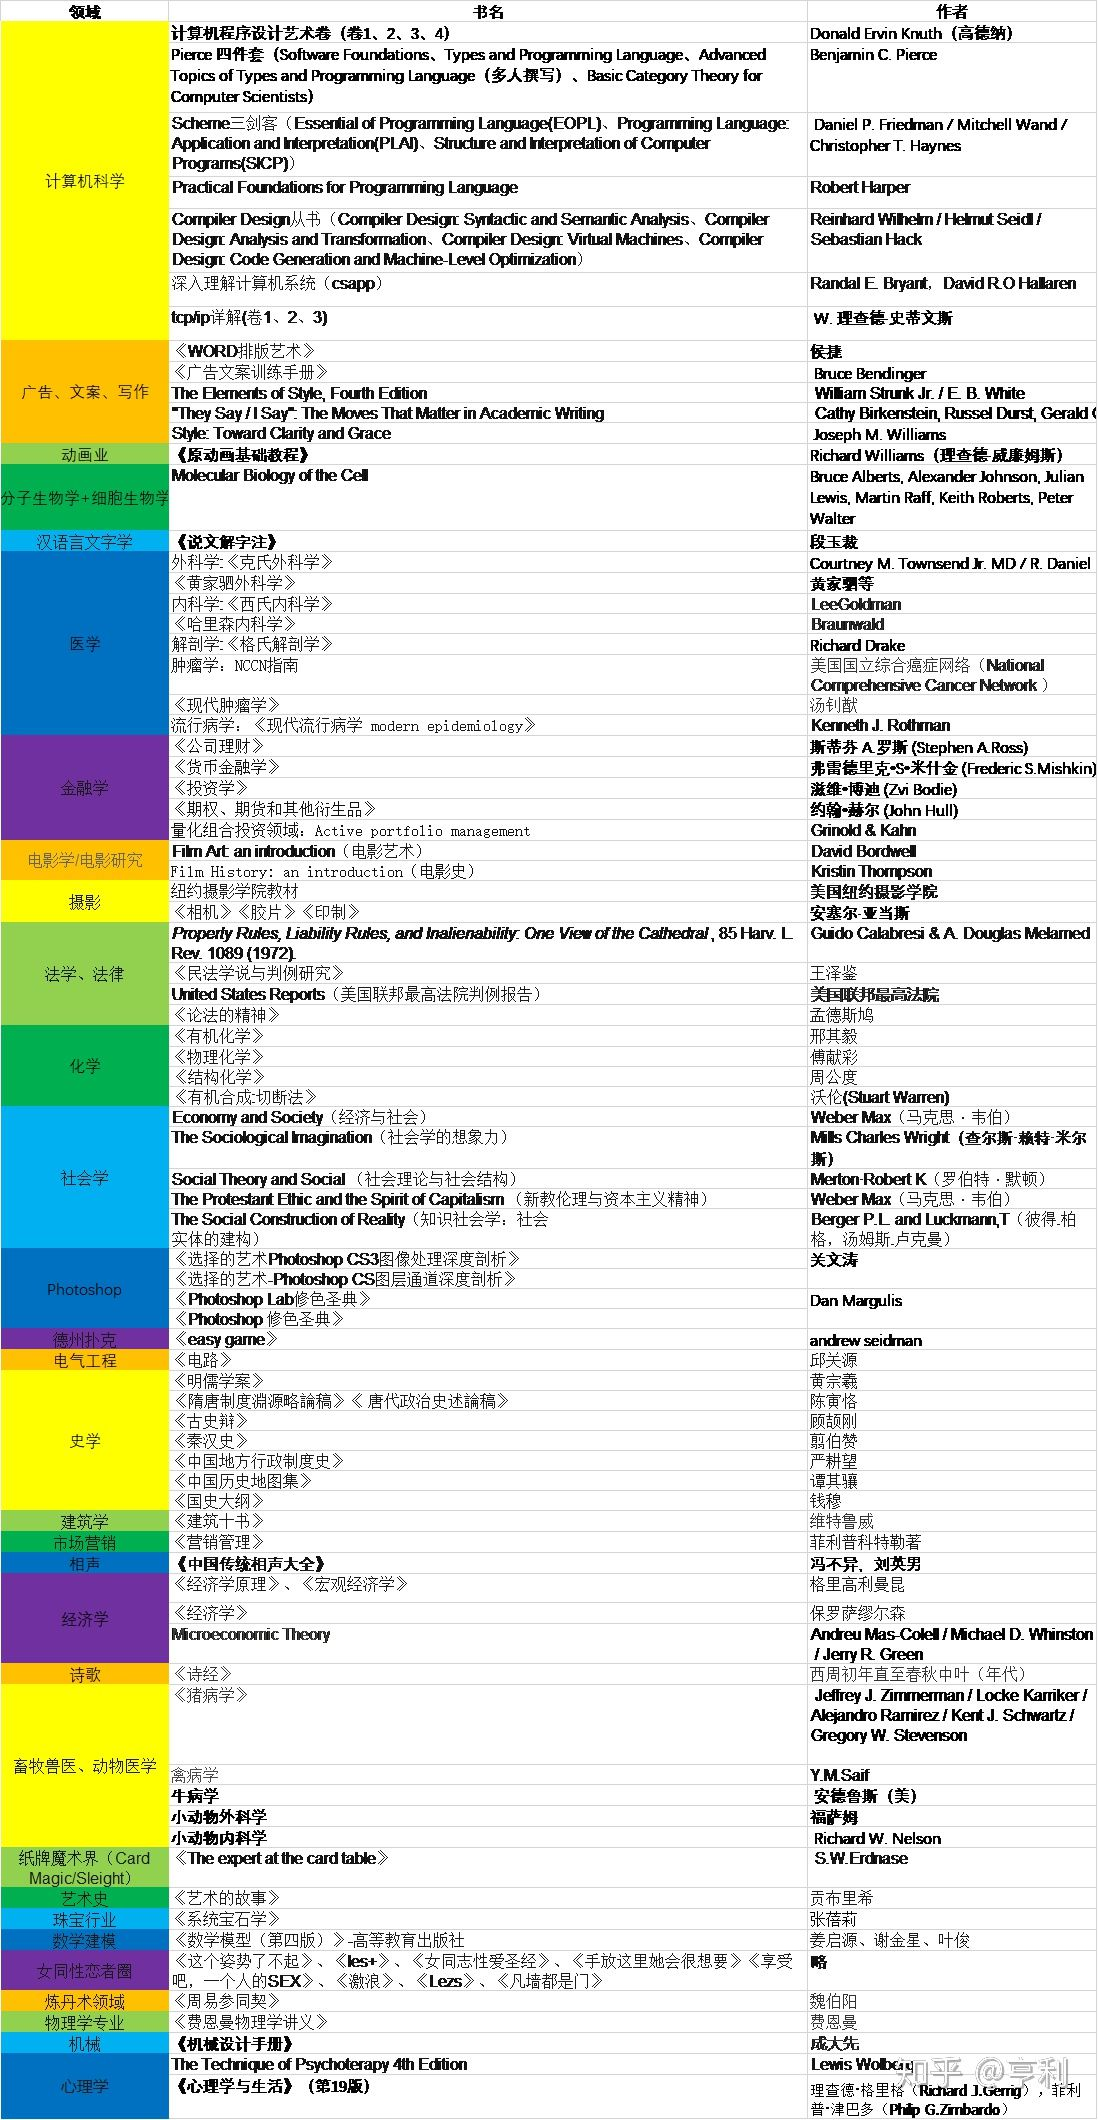 领域 书名 作者
计算机科学
计算机程序设计艺术卷（卷1、2、3、4） Donald Ervin Knuth（高德纳）
Pierce 四件套（Software Foundations、Types and Programming Language、Advanced Benjamin C. Pierce
Topics of Types and Programming Language（多人撰写）、Basic Category Theory for
Computer Scientists）
Scheme三剑客（Essential of Programming Language(EOPL)、Programming Language: Daniel P. Friedman / Mitchell Wand /
Application and Interpretation(PLAI)、Structure and Interpretation of Computer Christopher T. Haynes
Programs(SICP)）
Practical Foundations for Programming Language Robert Harper
Compiler Design丛书（Compiler Design: Syntactic and Semantic Analysis、Compiler Reinhard Wilhelm / Helmut Seidl /
Design: Analysis and Transformation、Compiler Design: Virtual Machines、Compiler Sebastian Hack
Design: Code Generation and Machine-Level Optimization）
深入理解计算机系统（csapp） Randal E. Bryant，David R.O Hallaren
tcp/ip详解(卷1、2、3) W. 理查德·史蒂文斯
广告、文案、写作
《WORD排版艺术》 侯捷
《广告文案训练手册》 Bruce Bendinger
The Elements of Style, Fourth Edition William Strunk Jr. / E. B. White
"They Say / I Say": The Moves That Matter in Academic Writing Cathy Birkenstein, Russel Durst, Gerald
Style: Toward Clarity and Grace Joseph M. Williams
动画业 《原动画基础教程》 Richard Williams（理查德·威廉姆斯）
分子生物学+细胞生物学 Molecular Biology of the Cell Bruce Alberts, Alexander Johnson, Julian
Lewis, Martin Raff, Keith Roberts, Peter
Walter
汉语言文字学 《说文解字注》 段玉裁
医学
外科学:《克氏外科学》 Courtney M. Townsend Jr. MD / R. Daniel
《黄家驷外科学》 黄家驷等
内科学:《西氏内科学》 LeeGoldman
《哈里森内科学》 Braunwald
解剖学:《格氏解剖学》 Richard Drake
肿瘤学：NCCN指南 美国国立综合癌症网络（National
Comprehensive Cancer Network ）
《现代肿瘤学》 汤钊猷
流行病学：《现代流行病学 modern epidemiology》 Kenneth J. Rothman
金融学
《公司理财》 斯蒂芬 A.罗斯 (Stephen A.Ross)
《货币金融学》 弗雷德里克•S•米什金 (Frederic S.Mishkin)
《投资学》 滋维•博迪 (Zvi Bodie)
《期权、期货和其他衍生品》 约翰•赫尔 (John Hull)
量化组合投资领域：Active portfolio management Grinold & Kahn
电影学/电影研究
Film Art: an introduction（电影艺术） David Bordwell
Film History: an introduction（电影史） Kristin Thompson
摄影
纽约摄影学院教材 美国纽约摄影学院
《相机》《胶片》《印制》 安塞尔·亚当斯
法学、法律
Property Rules, Liability Rules, and Inalienability: One View of the Cathedral , 85 Harv. L. Guido Calabresi & A. Douglas Melamed
Rev. 1089 (1972).
《民法学说与判例研究》 王泽鉴
United States Reports（美国联邦最高法院判例报告） 美国联邦最高法院
《论法的精神》 孟德斯鸠
化学
《有机化学》 邢其毅
《物理化学》 傅献彩
《结构化学》 周公度
《有机合成:切断法》 沃伦(Stuart Warren)
社会学
Economy and Society（经济与社会） Weber Max（马克思·韦伯）
The Sociological Imagination（社会学的想象力） Mills Charles Wright（查尔斯·赖特·米尔
斯）
Social Theory and Social （社会理论与社会结构） Merton·Robert K（罗伯特·默顿）
The Protestant Ethic and the Spirit of Capitalism （新教伦理与资本主义精神） Weber Max（马克思·韦伯）
The Social Construction of Reality（知识社会学：社会 Berger P.L. and Luckmann,T（彼得.柏
实体的建构） 格，汤姆斯.卢克曼）
Photoshop
《选择的艺术Photoshop CS3图像处理深度剖析》 关文涛
《选择的艺术-Photoshop CS图层通道深度剖析》
《Photoshop Lab修色圣典》 Dan Margulis
《Photoshop 修色圣典》
德州扑克 《easy game》 andrew seidman
电气工程 《电路》 邱关源
史学
《明儒学案》 黄宗羲
《隋唐制度淵源略論稿》《 唐代政治史述論稿》 陈寅恪
《古史辩》 顾颉刚
《秦汉史》 翦伯赞
《中国地方行政制度史》 严耕望
《中国历史地图集》 谭其骧
《国史大纲》 钱穆
建筑学 《建筑十书》 维特鲁威
市场营销 《营销管理》 菲利普科特勒著
相声 《中国传统相声大全》 冯不异，刘英男
经济学
《经济学原理》、《宏观经济学》 格里高利曼昆
《经济学》 保罗萨缪尔森
Microeconomic Theory Andreu Mas-Colell / Michael D. Whinston
/ Jerry R. Green
诗歌 《诗经》 西周初年直至春秋中叶（年代）
畜牧兽医、动物医学
《猪病学》 Jeffrey J. Zimmerman / Locke Karriker /
Alejandro Ramirez / Kent J. Schwartz /
Gregory W. Stevenson
禽病学 Y.M.Saif
牛病学 安德鲁斯（美）
小动物外科学 福萨姆
小动物内科学 Richard W. Nelson
纸牌魔术界（Card 《The expert at the card table》 S.W.Erdnase
Magic/Sleight）
艺术史 《艺术的故事》 贡布里希
珠宝行业 《系统宝石学》 张蓓莉
数学建模 《数学模型（第四版）》-高等教育出版社 姜启源、谢金星、叶俊
女同性恋者圈 《这个姿势了不起》、《les+》、《女同志性爱圣经》、《手放这里她会很想要》《享受 略
吧，一个人的SEX》、《激浪》、《Lezs》、《凡墙都是门》
炼丹术领域 《周易参同契》 魏伯阳
物理学专业 《费恩曼物理学讲义》 费恩曼
机械 《机械设计手册》 成大先
心理学
The Technique of Psychoterapy 4th Edition Lewis Wolberg
《心理学与生活》（第19版） 理查德·格里格（Richard J.Gerrig），菲利
普·津巴多（Philip G.Zimbardo）
知乎 @亨利